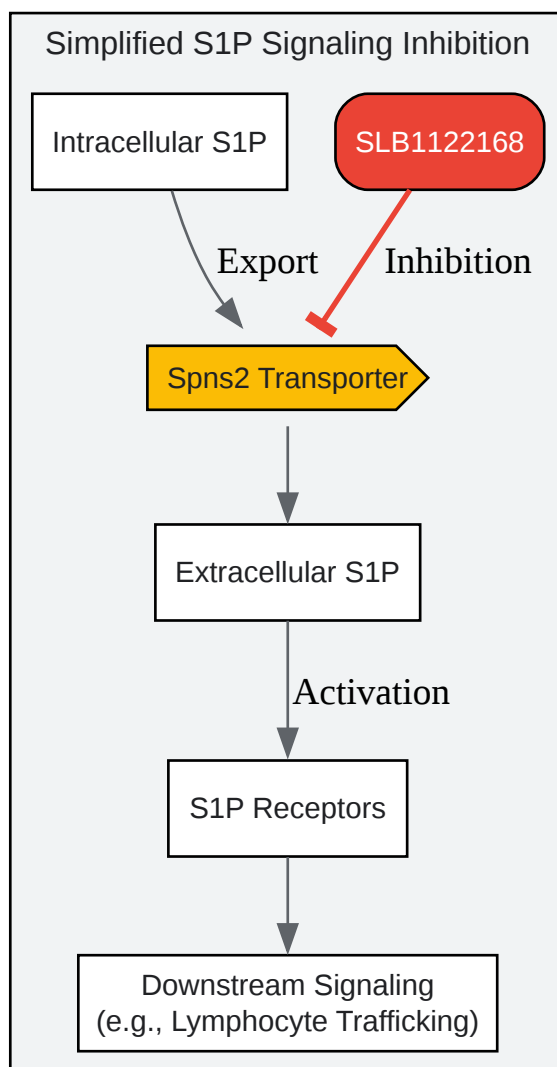 Simplified S1P Signaling Inhibition
Intracellular S1P
SLB1122168
Export
Inhibition
Spns2 Transporter
Extracellular S1P
Activation
S1P Receptors
Downstream Signaling
(e.g., Lymphocyte Trafficking)